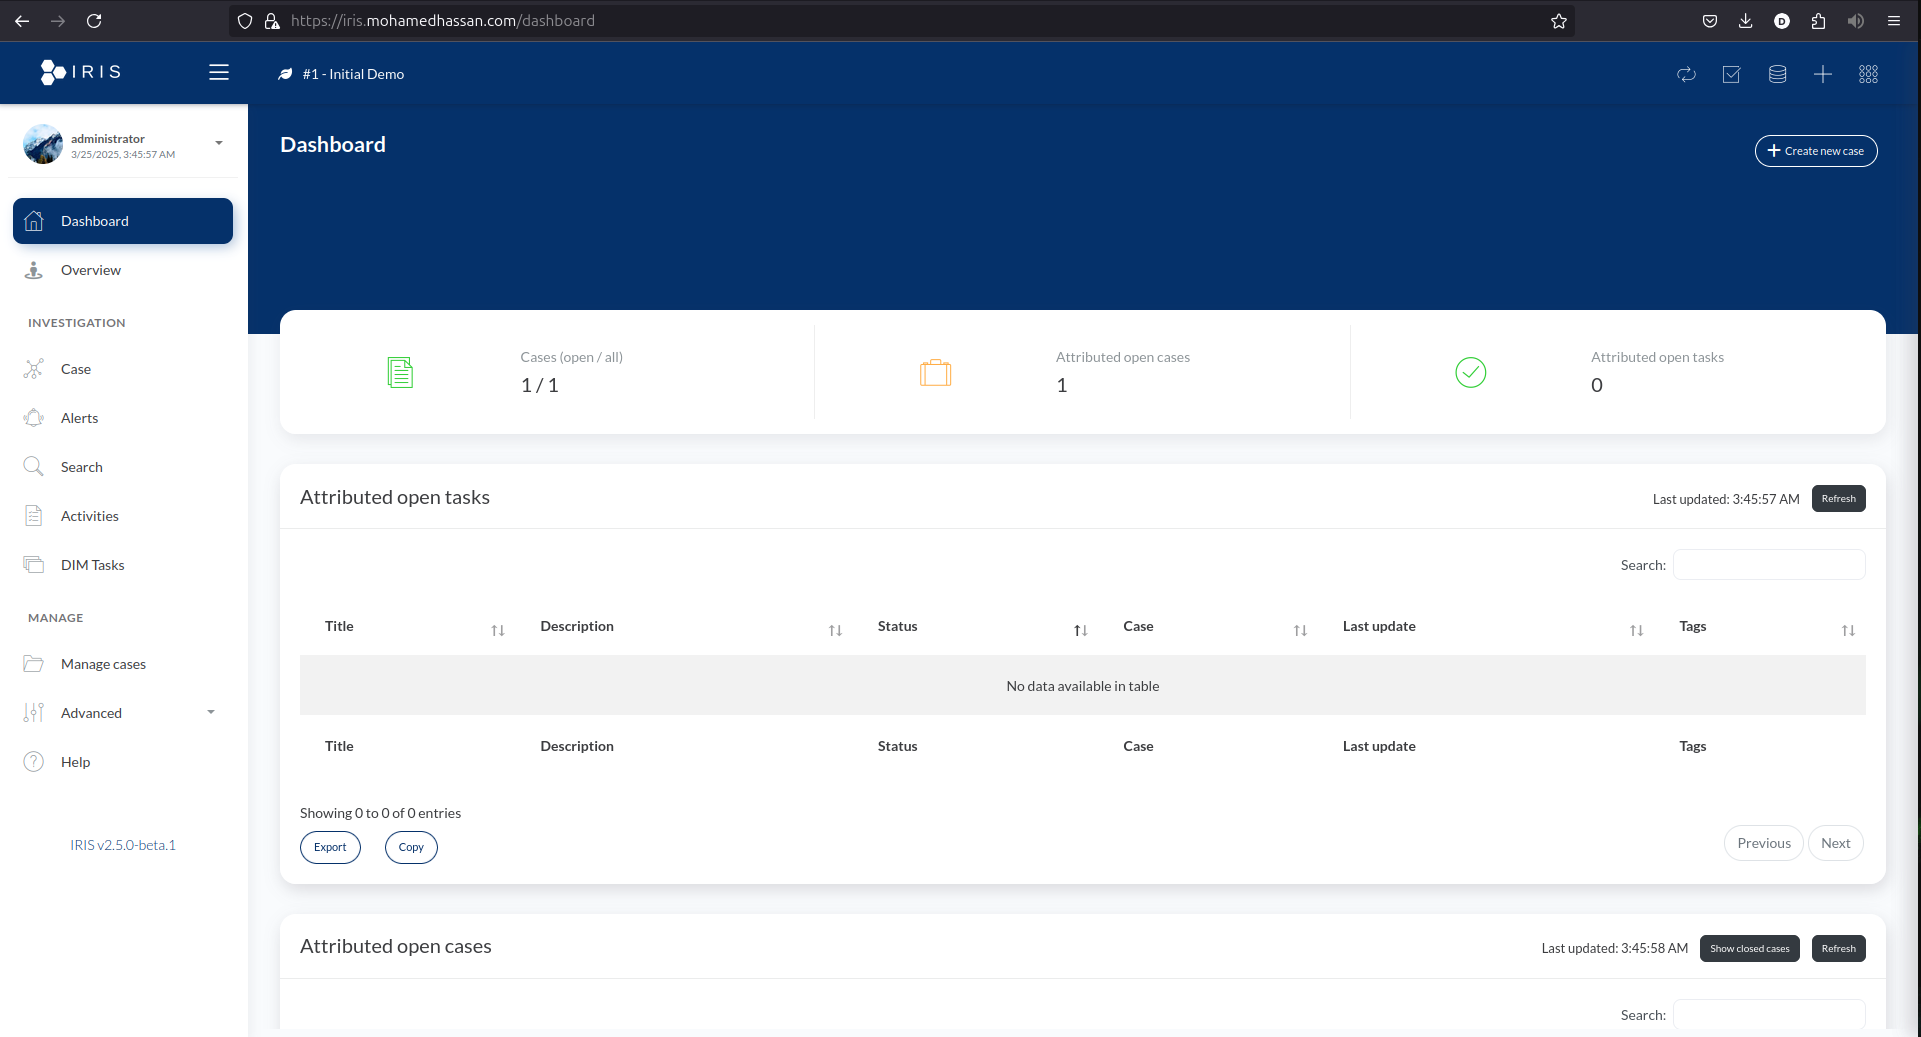 https://iris.mohamedhassan.com/dashboard
IRIS
#1 - Initial Demo
administrator
3/25/2025, 3:45:57 AM
Dashboard
Overview
INVESTIGATION
Case
Alerts
Search
Activities
DIM Tasks
MANAGE
Manage cases
Advanced
Help
IRIS v2.5.0-beta.1
Dashboard
Create new case
Cases (open / all)
1 / 1
Attributed open cases
1
Attributed open tasks
0
Attributed open tasks
Last updated: 3:45:57 AM Refresh
Search:
Title Description Status Case Last update Tags
No data available in table
Title Description Status Case Last update Tags
Showing 0 to 0 of 0 entries
Export Copy
Previous Next
Attributed open cases
Last updated: 3:45:58 AM Show closed cases Refresh
Search: